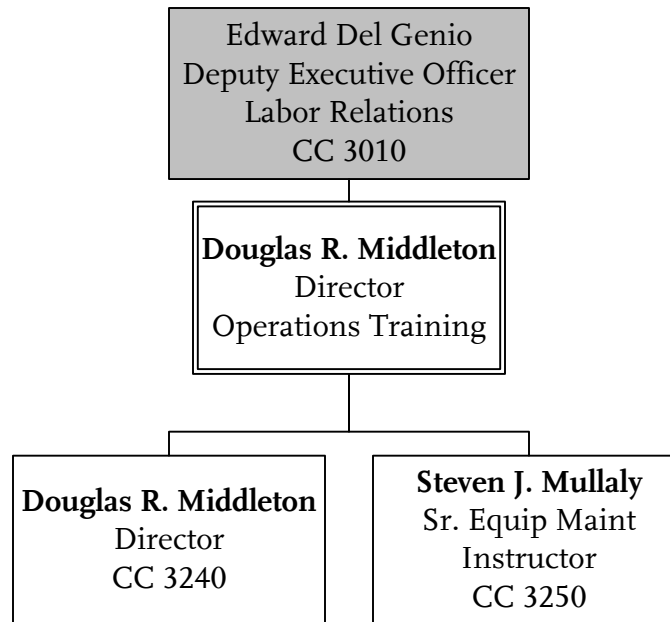 Edward Del Genio
Deputy Executive Officer
Labor Relations
CC 3010
Douglas R. Middleton
Director
Operations Training
Douglas R. Middleton
Director
CC 3240
Steven J. Mullaly
Sr. Equip Maint
Instructor
CC 3250